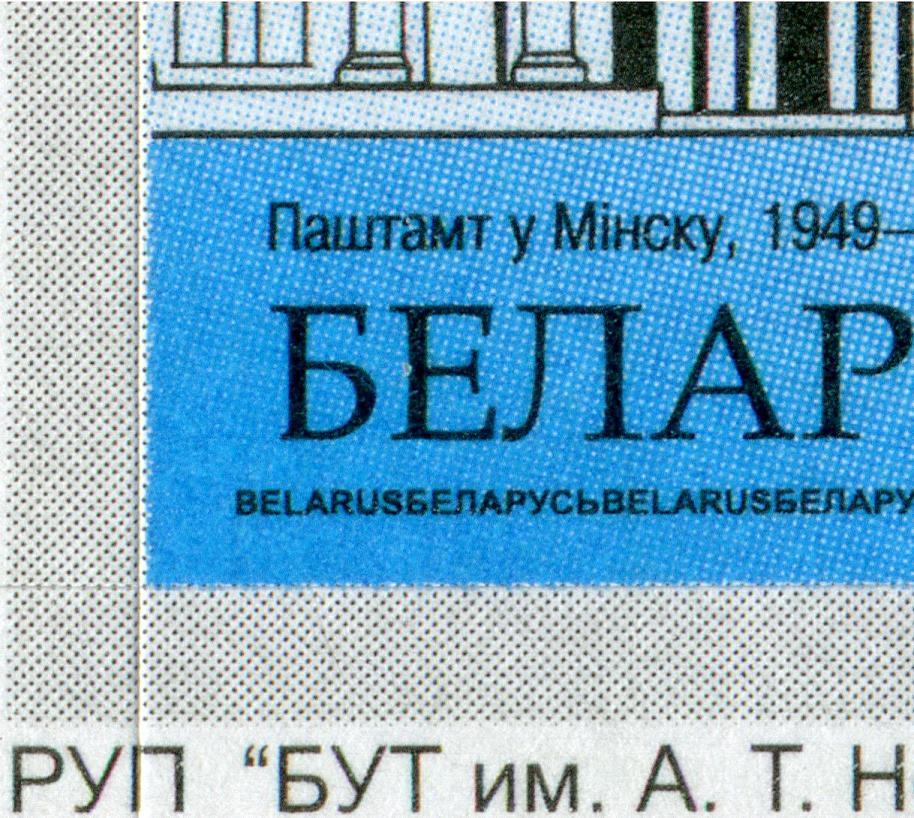 Паштамт у Мінску, 1949–
БЕЛАР
BELARUSБЕЛАРУСЬBELARUSБЕЛАРУ
РУП “БУТ им. А. Т. Н